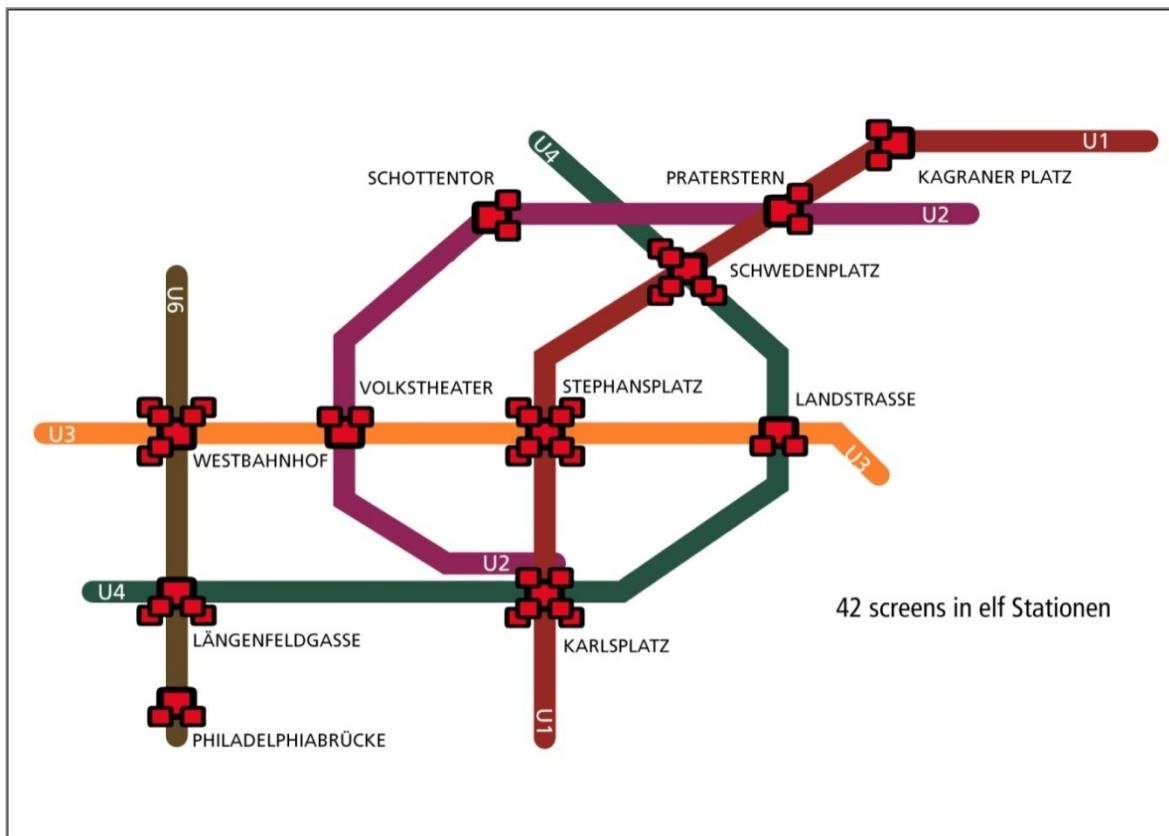 U4
U1
SCHOTTENTOR
PRATERSTERN
KAGRANER PLATZ
U2
SCHWEDENPLATZ
U6
VOLKSTHEATER
STEPHANSPLATZ
LANDSTRASSE
U3
WESTBAHNHOF
U3
U2
U4
42 screens in elf Stationen
LÄNGENFELDGASSE
KARLSPLATZ
U1
PHILADELPHIABRÜCKE